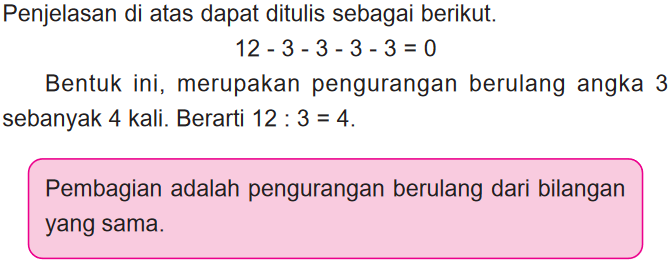 Penjelasan di atas dapat ditulis sebagai berikut.
12 - 3 - 3 - 3 - 3 = 0
Bentuk ini, merupakan pengurangan berulang angka 3
sebanyak 4 kali. Berarti 12 : 3 = 4.
Pembagian adalah pengurangan berulang dari bilangan
yang sama.